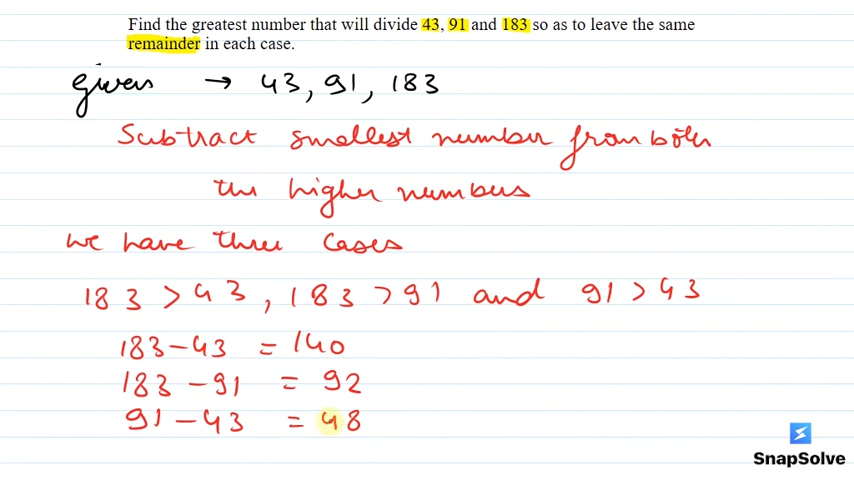 Find the greatest number that will divide 43, 91 and 183 so as to leave the same
remainder in each case.
given → 43, 91, 183
Subtract smallest number from both
the higher numbers
we have three cases
183 > 43, 183 > 91 and 91 > 43
183 - 43 = 140
183 - 91 = 92
91 - 43 = 48
SnapSolve